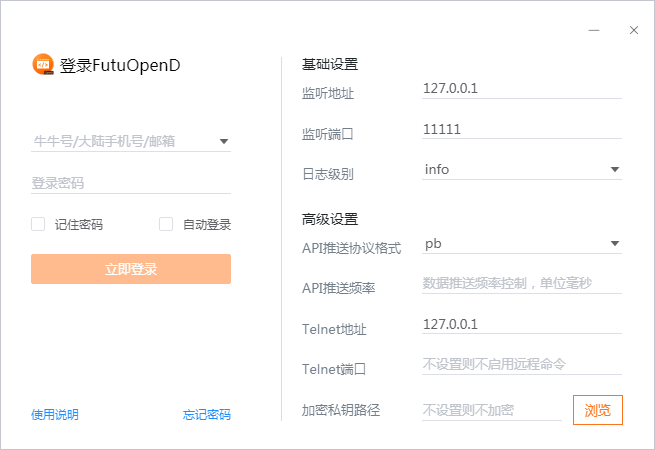 登录FutuOpenD
牛牛号/大陆手机号/邮箱
登录密码
记住密码 自动登录
立即登录
使用说明 忘记密码
基础设置
监听地址 127.0.0.1
监听端口 11111
日志级别 info
高级设置
API推送协议格式 pb
API推送频率 数据推送频率控制，单位毫秒
Telnet地址 127.0.0.1
Telnet端口 不设置则不启用远程命令
加密私钥路径 不设置则不加密 浏览